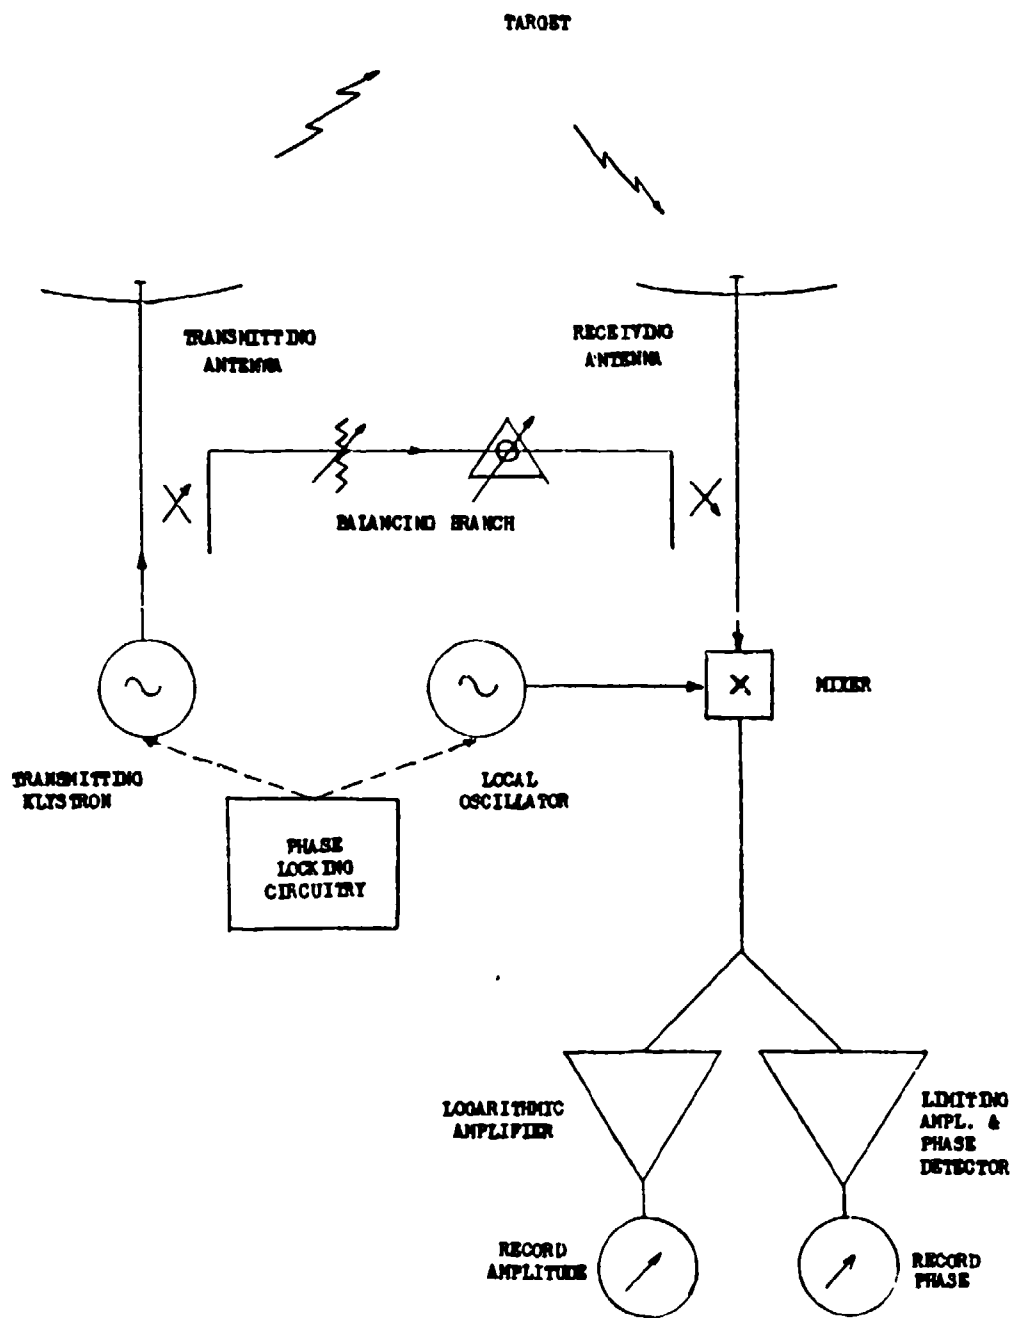 TARGET
TRANSMITTING
ANTENNA
RECEIVING
ANTENNA
BALANCING BRANCH
X
MIXER
TRANSMITTING
KLYSTRON
LOCAL
OSCILLATOR
PHASE
LOCKING
CIRCUITRY
LOGARITHMIC
AMPLIFIER
LIMITING
AMPL. &
PHASE
DETECTOR
RECORD
AMPLITUDE
RECORD
PHASE